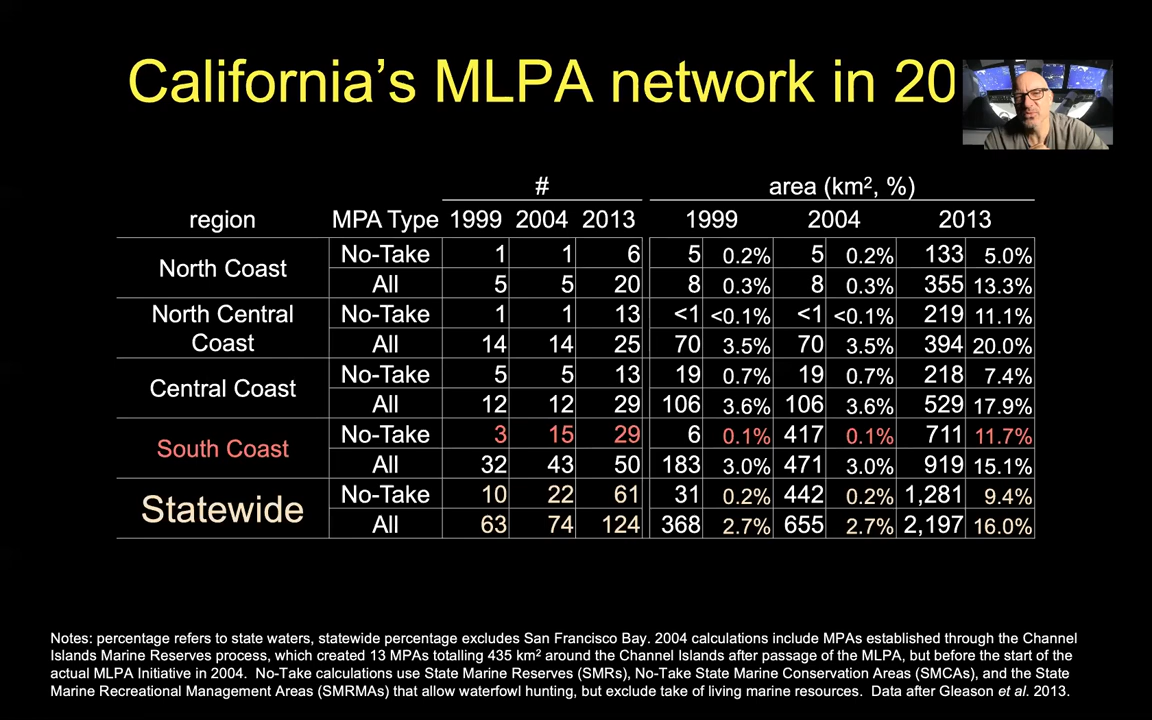 California’s MLPA network in 20
# area (km², %)
region MPA Type 1999 2004 2013 1999 2004 2013
North Coast No-Take 1 1 6 5 0.2% 5 0.2% 133 5.0%
All 5 5 20 8 0.3% 8 0.3% 355 13.3%
North Central Coast No-Take 1 1 13 <1 <0.1% <1 <0.1% 219 11.1%
All 14 14 25 70 3.5% 70 3.5% 394 20.0%
Central Coast No-Take 5 5 13 19 0.7% 19 0.7% 218 7.4%
All 12 12 29 106 3.6% 106 3.6% 529 17.9%
South Coast No-Take 3 15 29 6 0.1% 417 0.1% 711 11.7%
All 32 43 50 183 3.0% 471 3.0% 919 15.1%
Statewide No-Take 10 22 61 31 0.2% 442 0.2% 1,281 9.4%
All 63 74 124 368 2.7% 655 2.7% 2,197 16.0%
Notes: percentage refers to state waters, statewide percentage excludes San Francisco Bay. 2004 calculations include MPAs established through the Channel
Islands Marine Reserves process, which created 13 MPAs totalling 435 km² around the Channel Islands after passage of the MLPA, but before the start of the
actual MLPA Initiative in 2004. No-Take calculations use State Marine Reserves (SMRs), No-Take State Marine Conservation Areas (SMCAs), and the State
Marine Recreational Management Areas (SMRMAs) that allow waterfowl hunting, but exclude take of living marine resources. Data after Gleason et al. 2013.